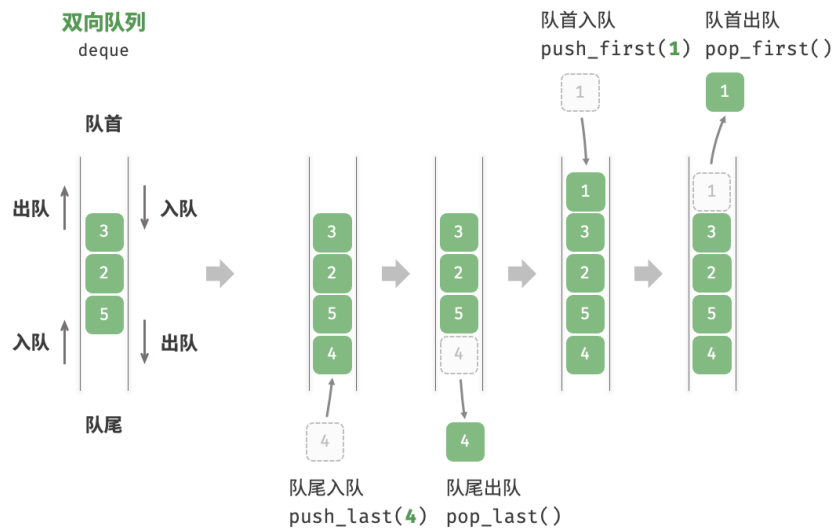 双向队列
deque
队首
出队
入队
3
2
5
入队
出队
队尾
3
2
5
4
4
队尾入队
push_last(4)
3
2
5
4
4
队尾出队
pop_last()
队首入队
push_first(1)
1
1
3
2
5
4
队首出队
pop_first()
1
1
3
2
5
4